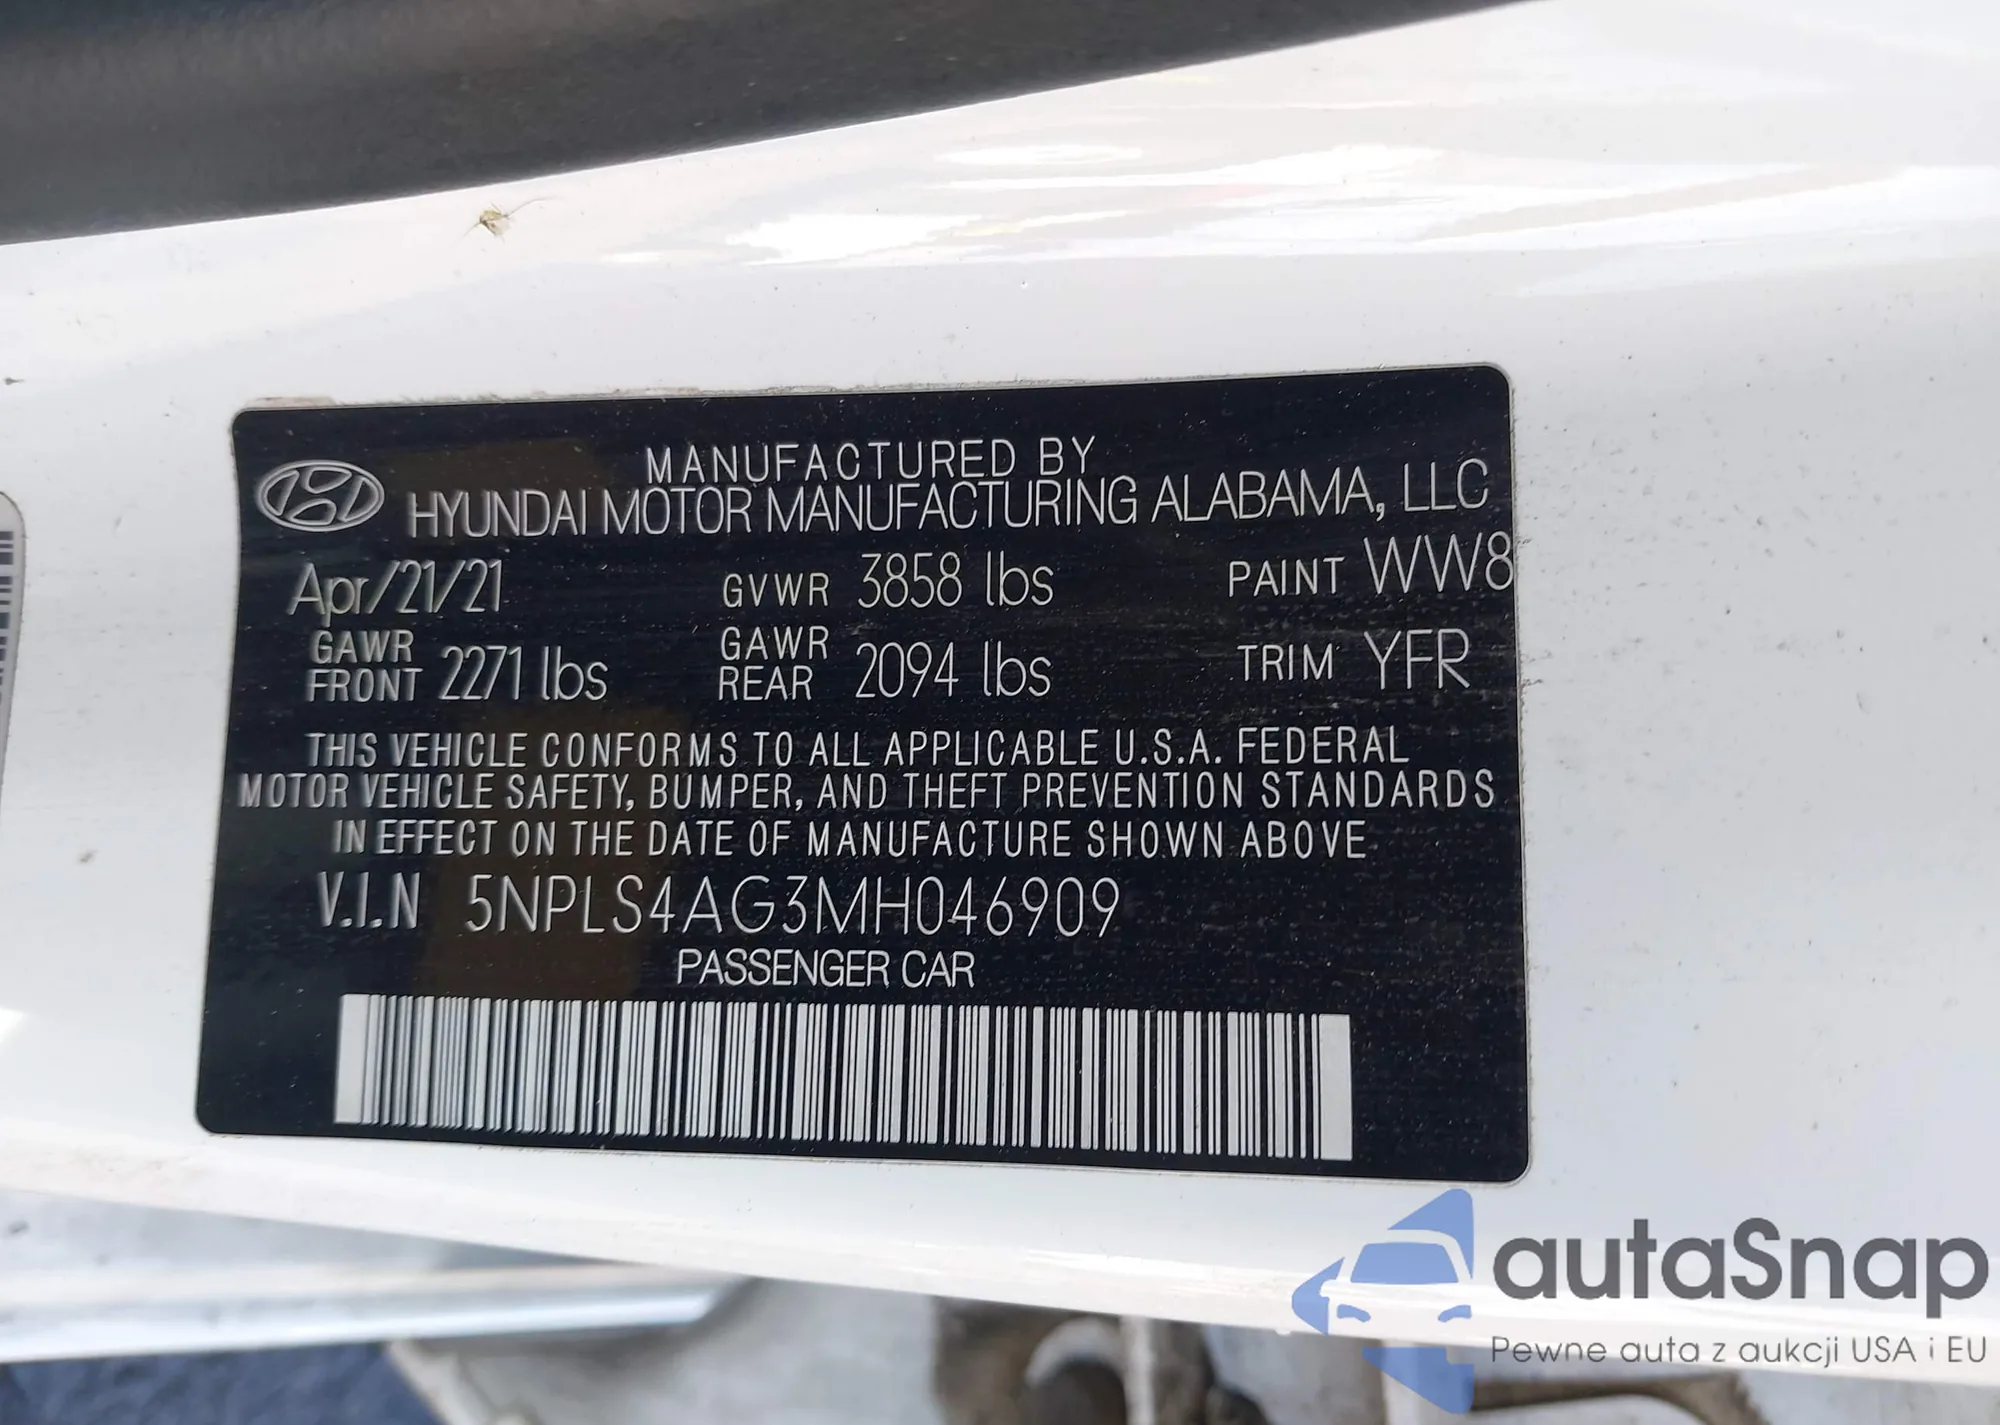 MANUFACTURED BY
HYUNDAI MOTOR MANUFACTURING ALABAMA, LLC
Apr/21/21 GVWR 3858 lbs PAINT WW8
GAWR FRONT 2271 lbs GAWR REAR 2094 lbs TRIM YFR
THIS VEHICLE CONFORMS TO ALL APPLICABLE U.S.A. FEDERAL
MOTOR VEHICLE SAFETY, BUMPER, AND THEFT PREVENTION STANDARDS
IN EFFECT ON THE DATE OF MANUFACTURE SHOWN ABOVE
V.I.N 5NPLS4AG3MH046909
PASSENGER CAR
autaSnap
Pewne auta z aukcji USA i EU